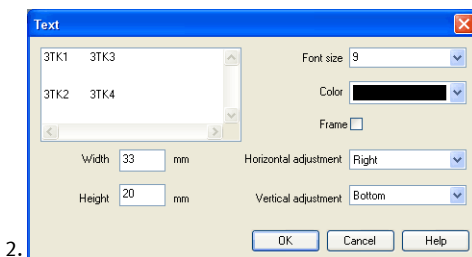 Text
3TK1 3TK3
3TK2 3TK4
Font size 9
Color
Frame
Width 33 mm
Horizontal adjustment Right
Height 20 mm
Vertical adjustment Bottom
OK Cancel Help
2.